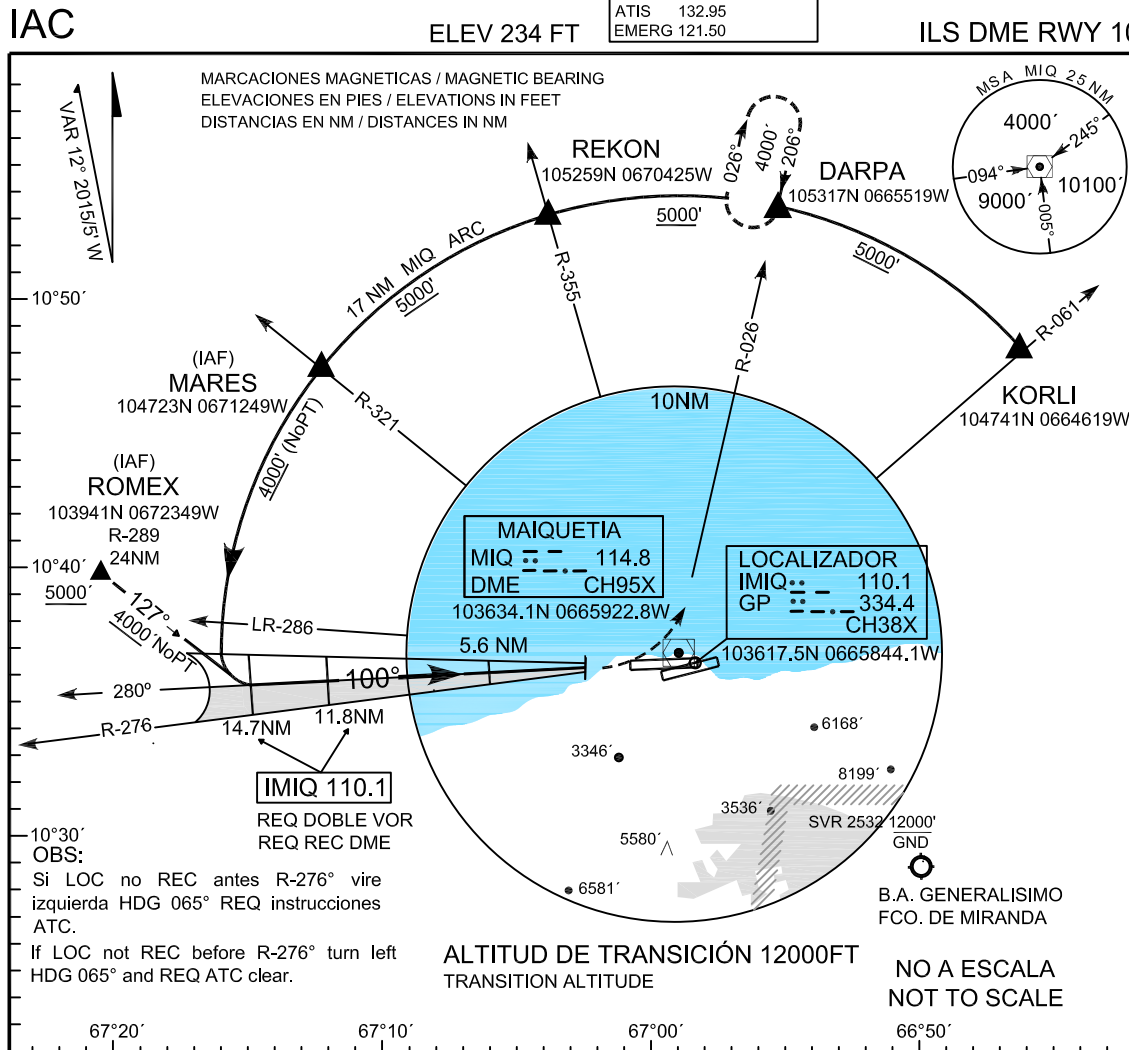 IAC
ELEV 234 FT
ATIS 132.95
EMERG 121.50
ILS DME RWY 10
MARCACIONES MAGNETICAS / MAGNETIC BEARING
ELEVACIONES EN PIES / ELEVATIONS IN FEET
DISTANCIAS EN NM / DISTANCES IN NM
VAR 12° 2015/5' W
MSA MIQ 25 NM
4000´
245°
094°
9000´
10100´
005°
026°
4000´
206°
REKON
105259N 0670425W
DARPA
105317N 0665519W
5000'
5000'
17 NM MIQ ARC
5000'
R-355
R-026
R-061
KORLI
104741N 0664619W
10°50´
(IAF)
MARES
104723N 0671249W
R-321
4000' (NoPT)
10NM
(IAF)
ROMEX
103941N 0672349W
R-289
24NM
10°40´
5000´
127°
4000´NoPT
MAIQUETIA
MIQ 114.8
DME CH95X
103634.1N 0665922.8W
LOCALIZADOR
IMIQ 110.1
GP 334.4
CH38X
103617.5N 0665844.1W
LR-286
5.6 NM
100°
280º
R-276
14.7NM
11.8NM
IMIQ 110.1
REQ DOBLE VOR
REQ REC DME
3346´
6168´
8199´
3536´
5580´
6581´
SVR 2532 12000'
GND
B.A. GENERALISIMO
FCO. DE MIRANDA
10°30´
OBS:
Si LOC no REC antes R-276° vire
izquierda HDG 065° REQ instrucciones
ATC.
If LOC not REC before R-276° turn left
HDG 065° and REQ ATC clear.
ALTITUD DE TRANSICIÓN 12000FT
TRANSITION ALTITUDE
NO A ESCALA
NOT TO SCALE
67°20´
67°10´
67°00´
66°50´